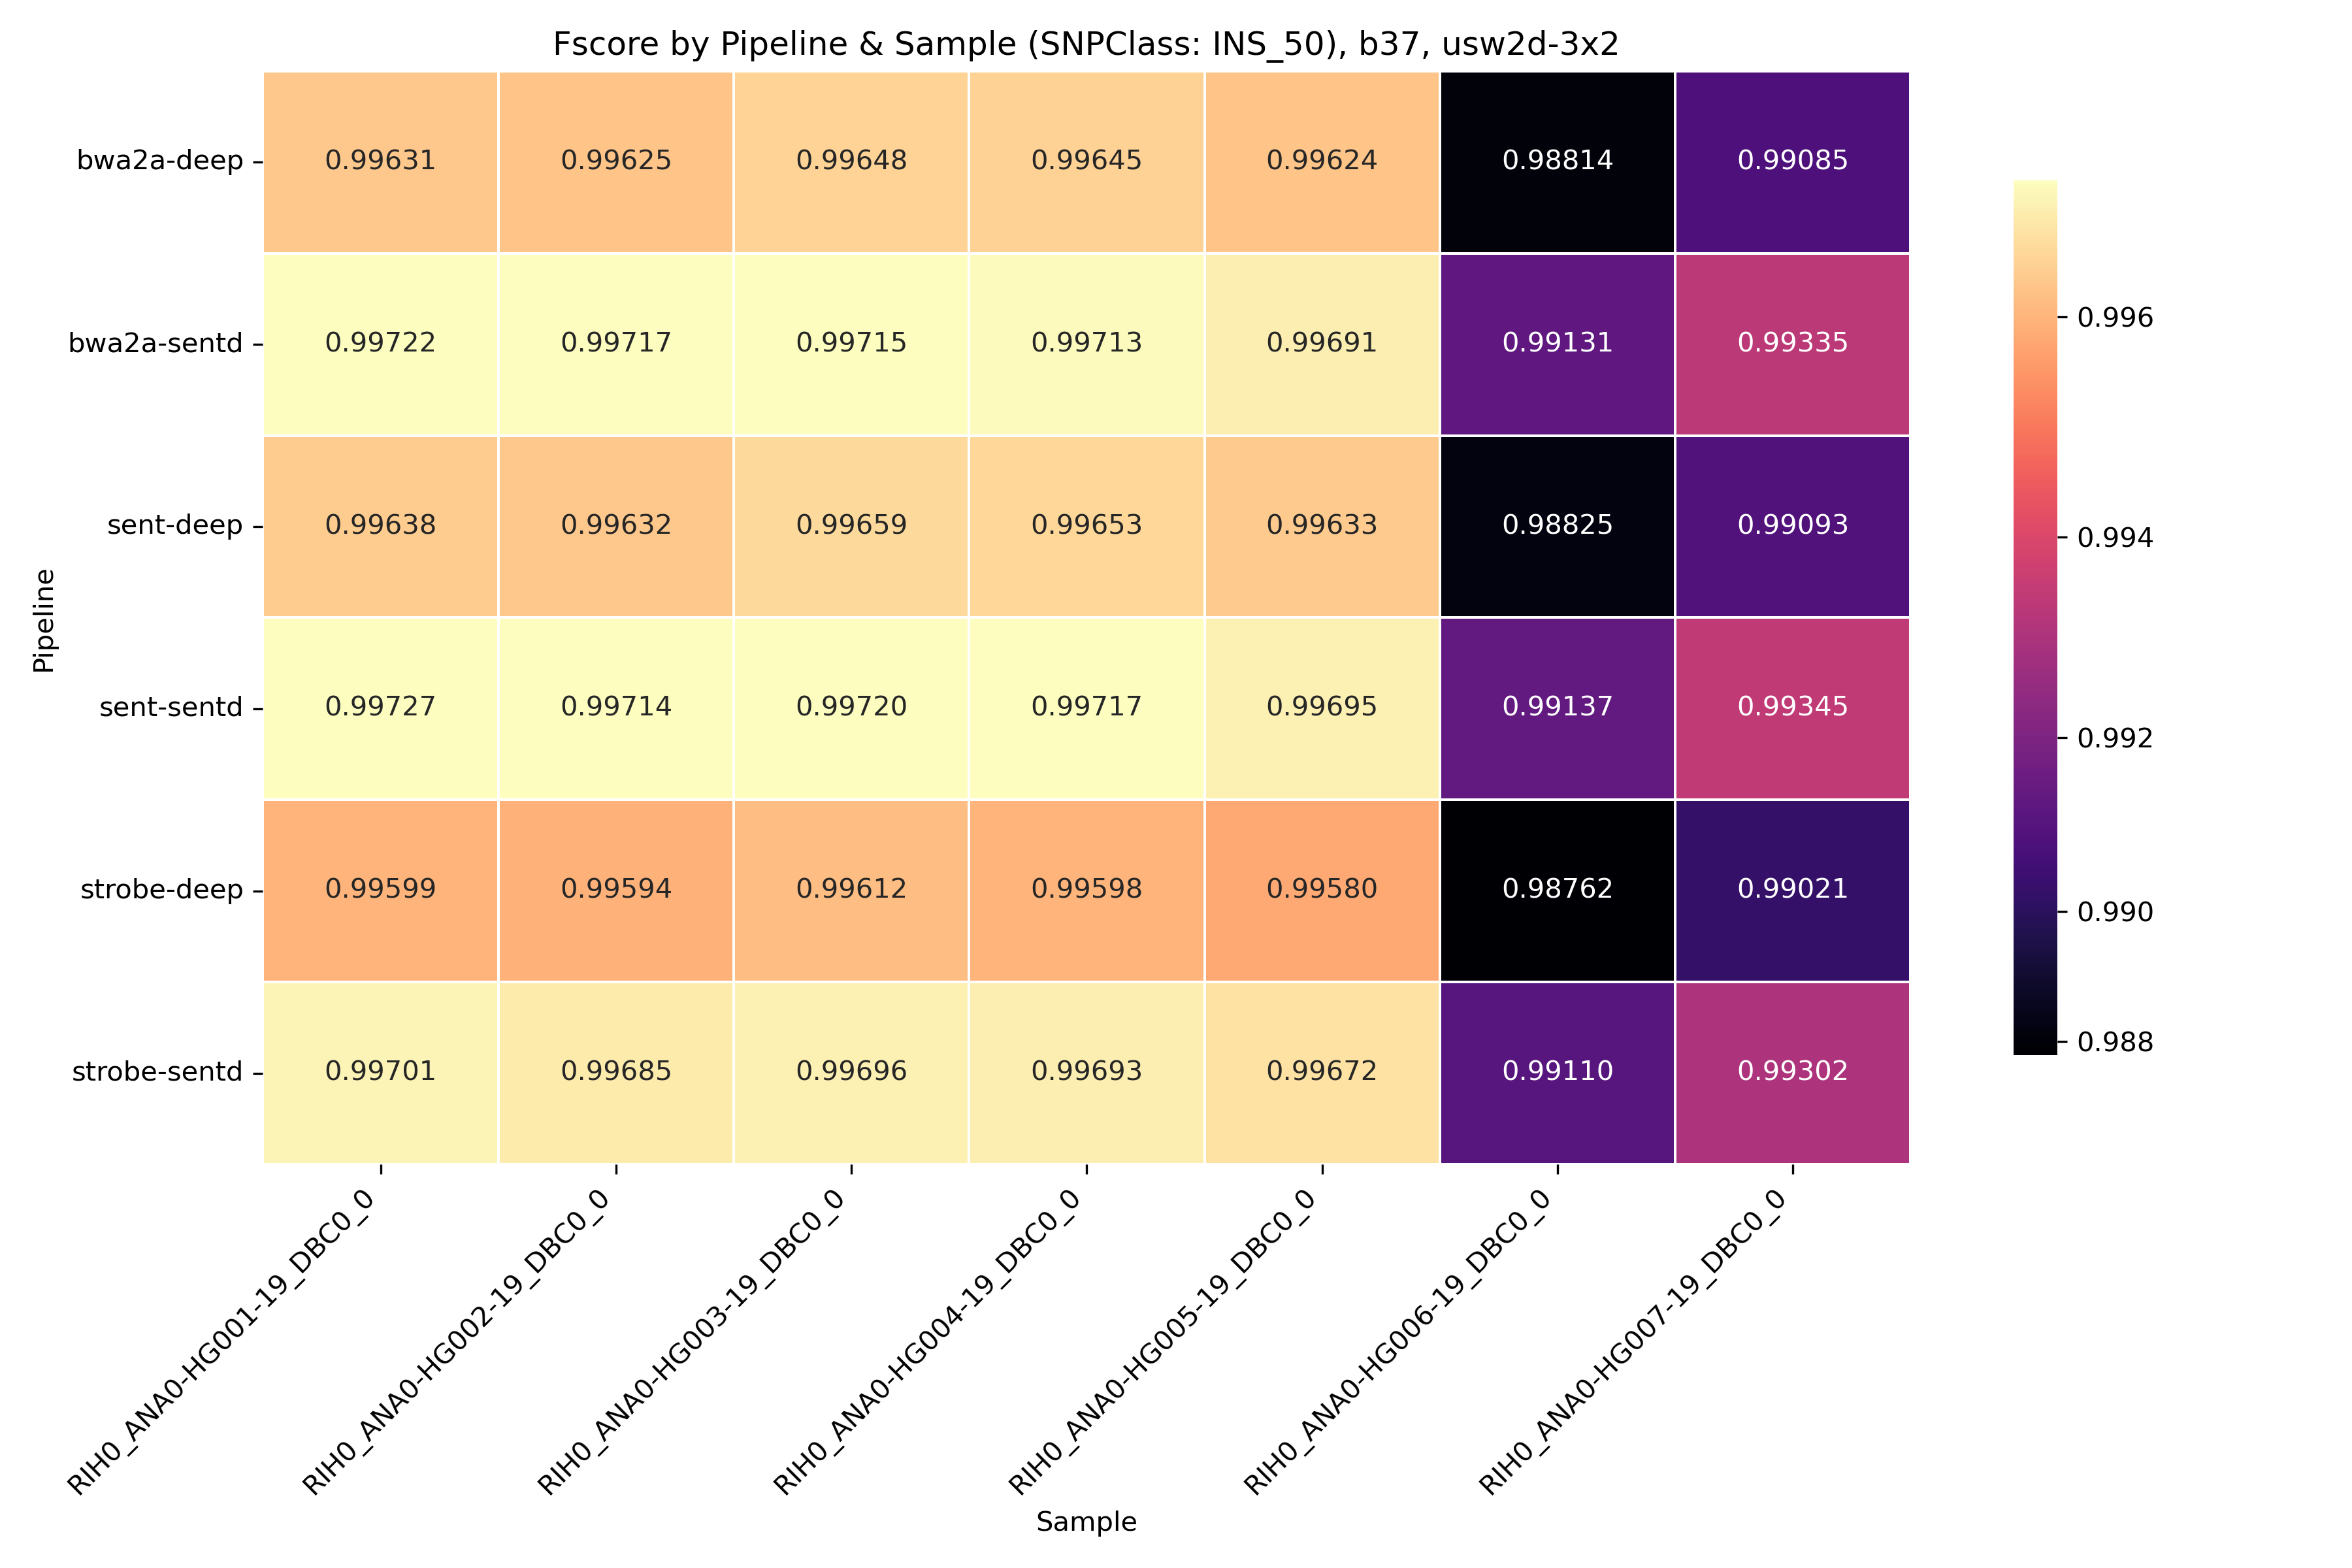 Fscore by Pipeline & Sample (SNPClass: INS_50), b37, usw2d-3x2
Pipeline
bwa2a-deep 0.99631 0.99625 0.99648 0.99645 0.99624 0.98814 0.99085
bwa2a-sentd 0.99722 0.99717 0.99715 0.99713 0.99691 0.99131 0.99335
sent-deep 0.99638 0.99632 0.99659 0.99653 0.99633 0.98825 0.99093
sent-sentd 0.99727 0.99714 0.99720 0.99717 0.99695 0.99137 0.99345
strobe-deep 0.99599 0.99594 0.99612 0.99598 0.99580 0.98762 0.99021
strobe-sentd 0.99701 0.99685 0.99696 0.99693 0.99672 0.99110 0.99302
0.996
0.994
0.992
0.990
0.988
RIH0_ANA0-HG001-19_DBC0_0
RIH0_ANA0-HG002-19_DBC0_0
RIH0_ANA0-HG003-19_DBC0_0
RIH0_ANA0-HG004-19_DBC0_0
RIH0_ANA0-HG005-19_DBC0_0
RIH0_ANA0-HG006-19_DBC0_0
RIH0_ANA0-HG007-19_DBC0_0
Sample